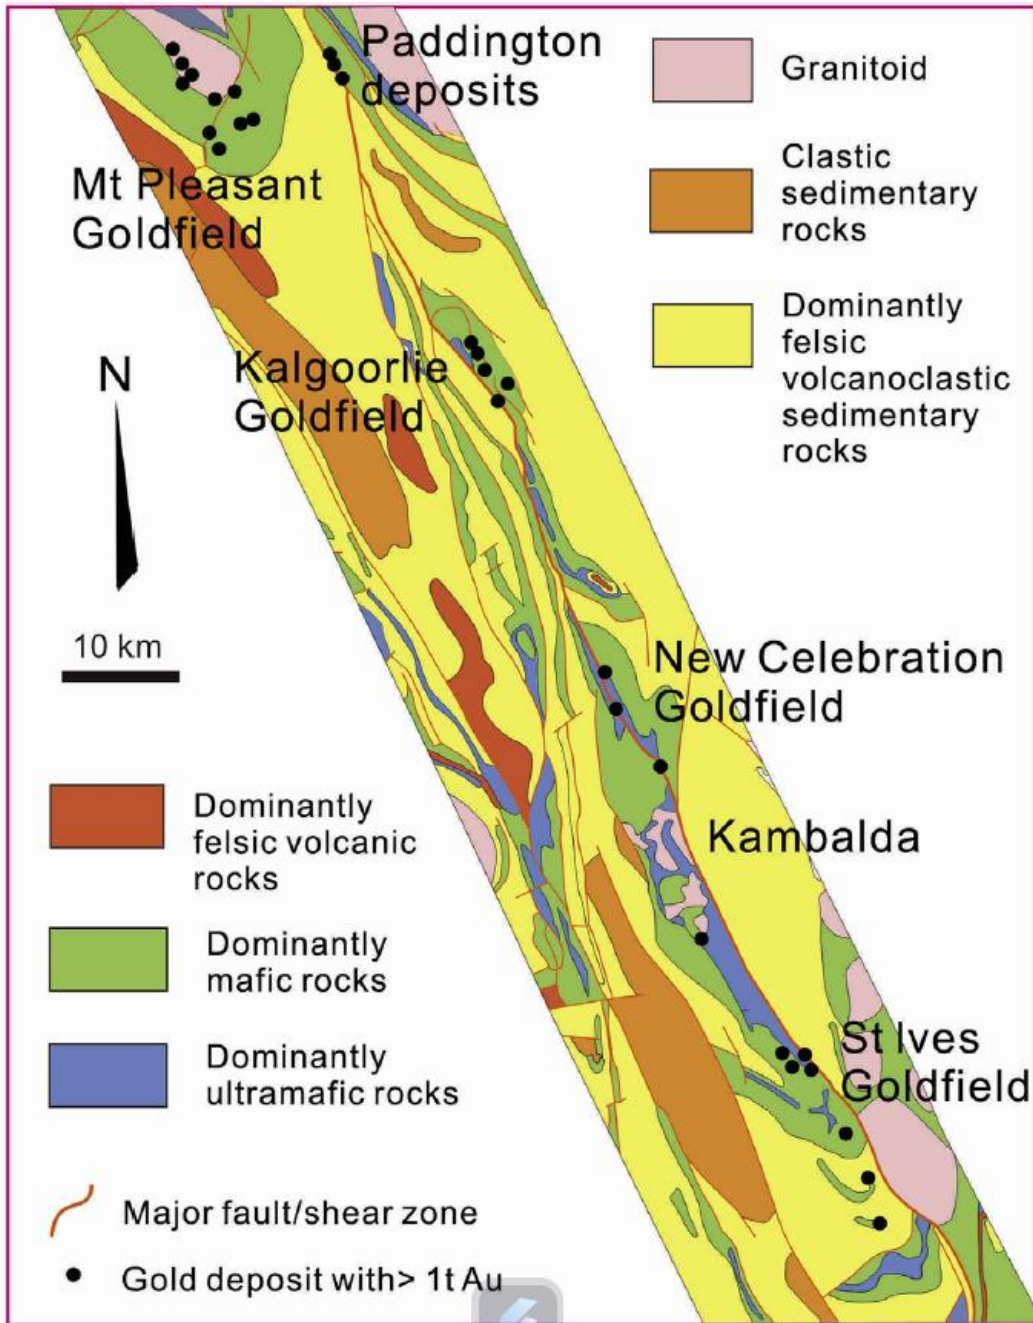 Paddington
deposits
Granitoid
Clastic
sedimentary
rocks
Mt Pleasant
Goldfield
Dominantly
felsic
volcanoclastic
sedimentary
rocks
N
Kalgoorlie
Goldfield
10 km
New Celebration
Goldfield
Dominantly
felsic volcanic
rocks
Kambalda
Dominantly
mafic rocks
St Ives
Goldfield
Dominantly
ultramafic rocks
Major fault/shear zone
Gold deposit with> 1t Au